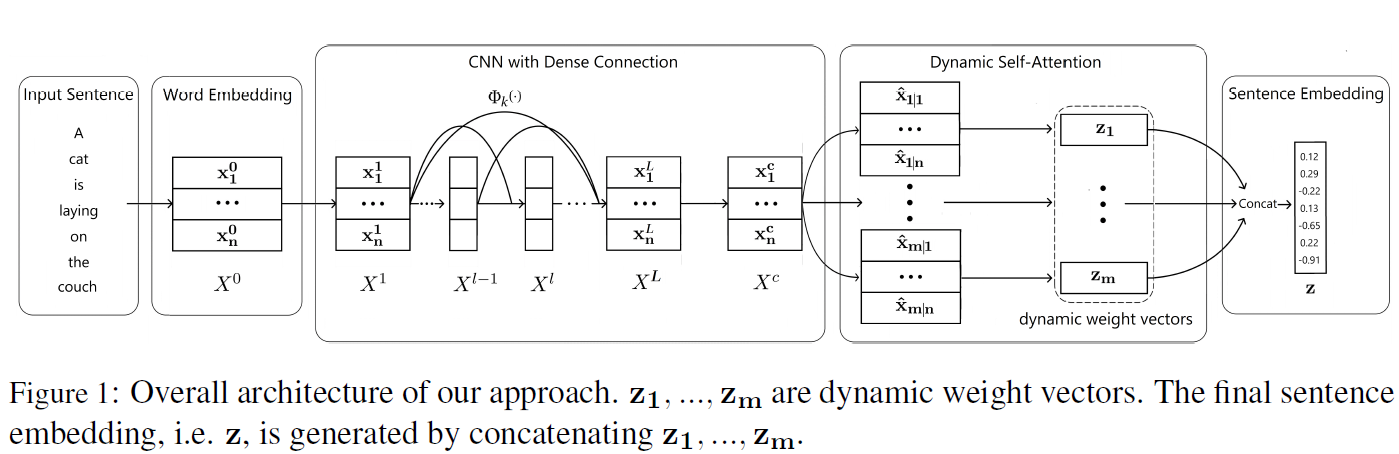 Input Sentence
A
cat
is
laying
on
the
couch
Word Embedding
x₁⁰
...
xₙ⁰
X⁰
CNN with Dense Connection
Φₖ(·)
x₁¹
...
xₙ¹
X¹
Xˡ⁻¹
Xˡ
...
x₁ᴸ
...
xₙᴸ
Xᴸ
x₁ᶜ
...
xₙᶜ
Xᶜ
Dynamic Self-Attention
x̂₁|₁
...
x̂₁|ₙ
x̂ₘ|₁
...
x̂ₘ|ₙ
z₁
zₘ
dynamic weight vectors
Sentence Embedding
Concat
0.12
0.29
-0.22
0.13
-0.65
0.22
-0.91
z
Figure 1: Overall architecture of our approach. z₁, ..., zₘ are dynamic weight vectors. The final sentence
embedding, i.e. z, is generated by concatenating z₁, ..., zₘ.